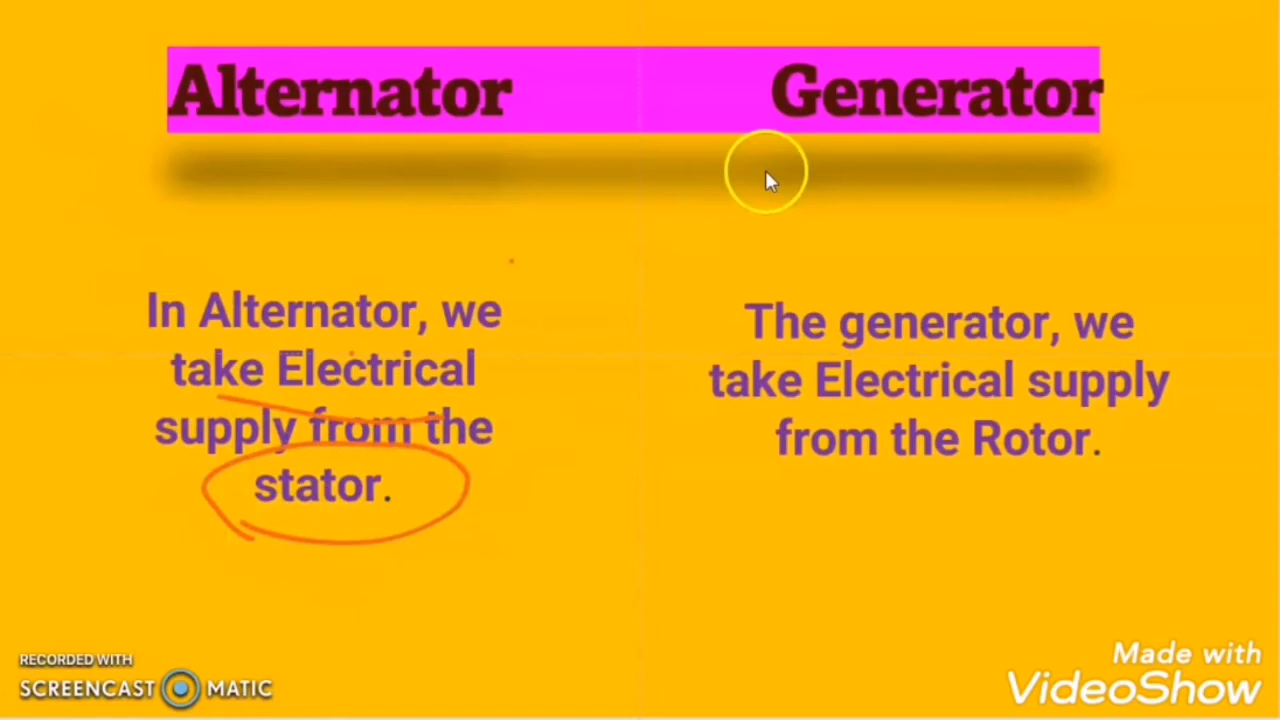 Alternator Generator
In Alternator, we
take Electrical
supply from the
stator.
The generator, we
take Electrical supply
from the Rotor.
RECORDED WITH
SCREENCAST MATIC
Made with
VideoShow